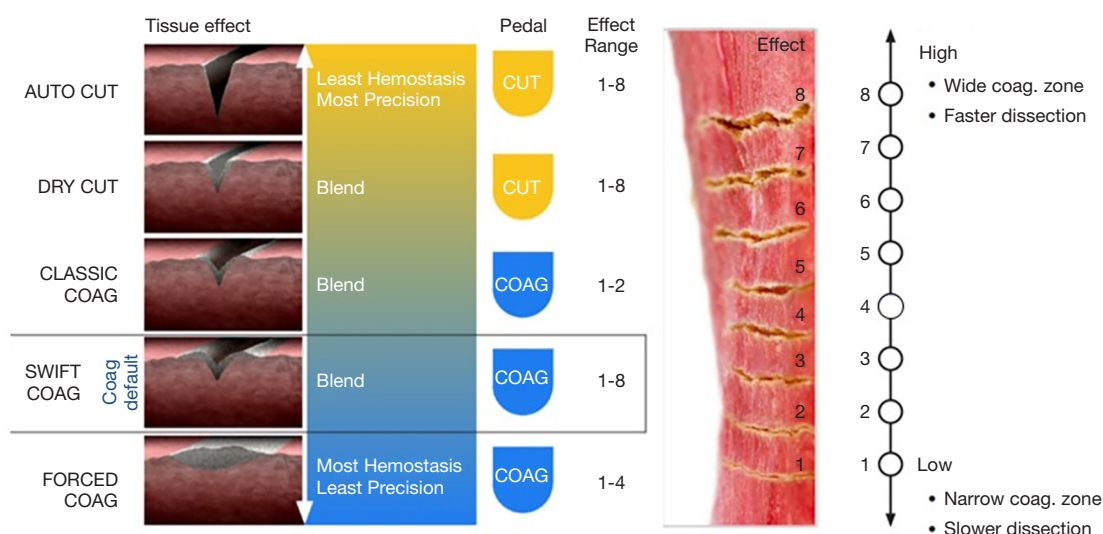 Tissue effect
Pedal
Effect
Range
AUTO CUT
Least Hemostasis
Most Precision
CUT
1-8
DRY CUT
Blend
CUT
1-8
CLASSIC
COAG
Blend
COAG
1-2
SWIFT
COAG
Coag
default
Blend
COAG
1-8
FORCED
COAG
Most Hemostasis
Least Precision
COAG
1-4
Effect
8
7
6
5
4
3
2
1
8
7
6
5
4
3
2
1
High
• Wide coag. zone
• Faster dissection
Low
• Narrow coag. zone
• Slower dissection